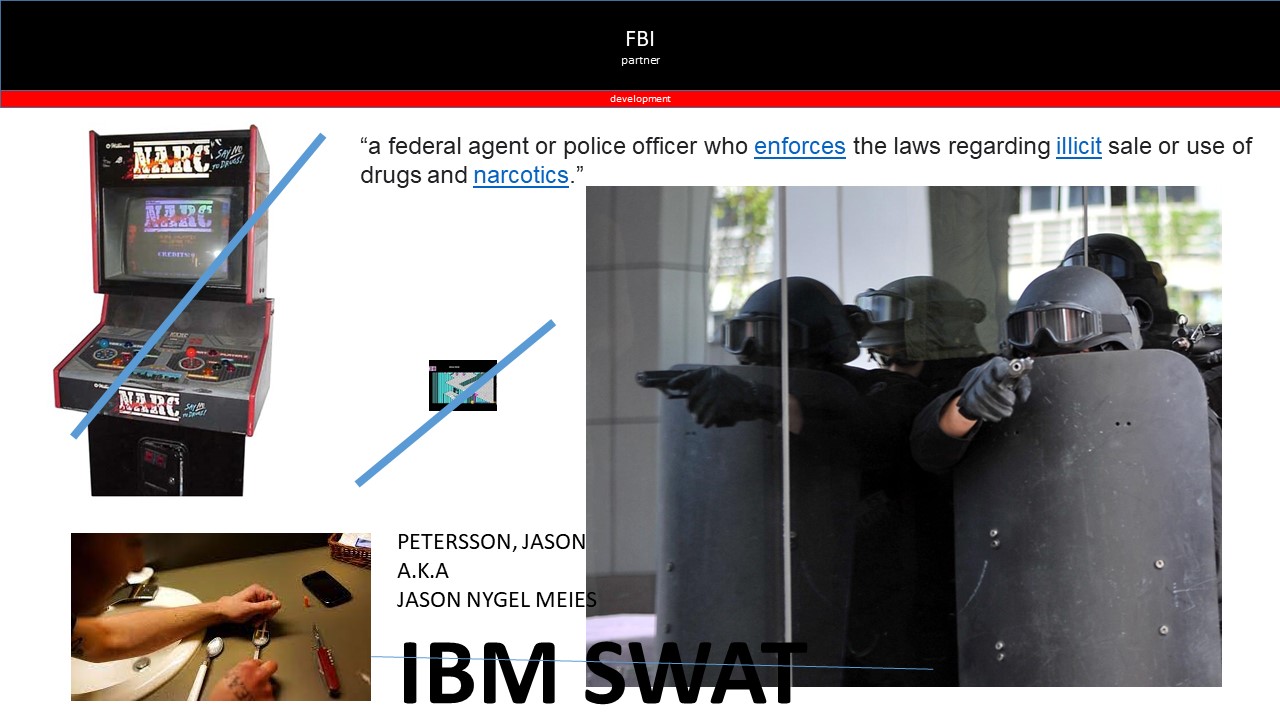 FBI
partner
development
“a federal agent or police officer who enforces the laws regarding illicit sale or use of
drugs and narcotics.”
NARC
SAY NO
TO DRUGS!
NARC
CREDITS
NARC
SAY NO
TO DRUGS!
PETERSSON, JASON
A.K.A
JASON NYGEL MEIES
IBM SWAT